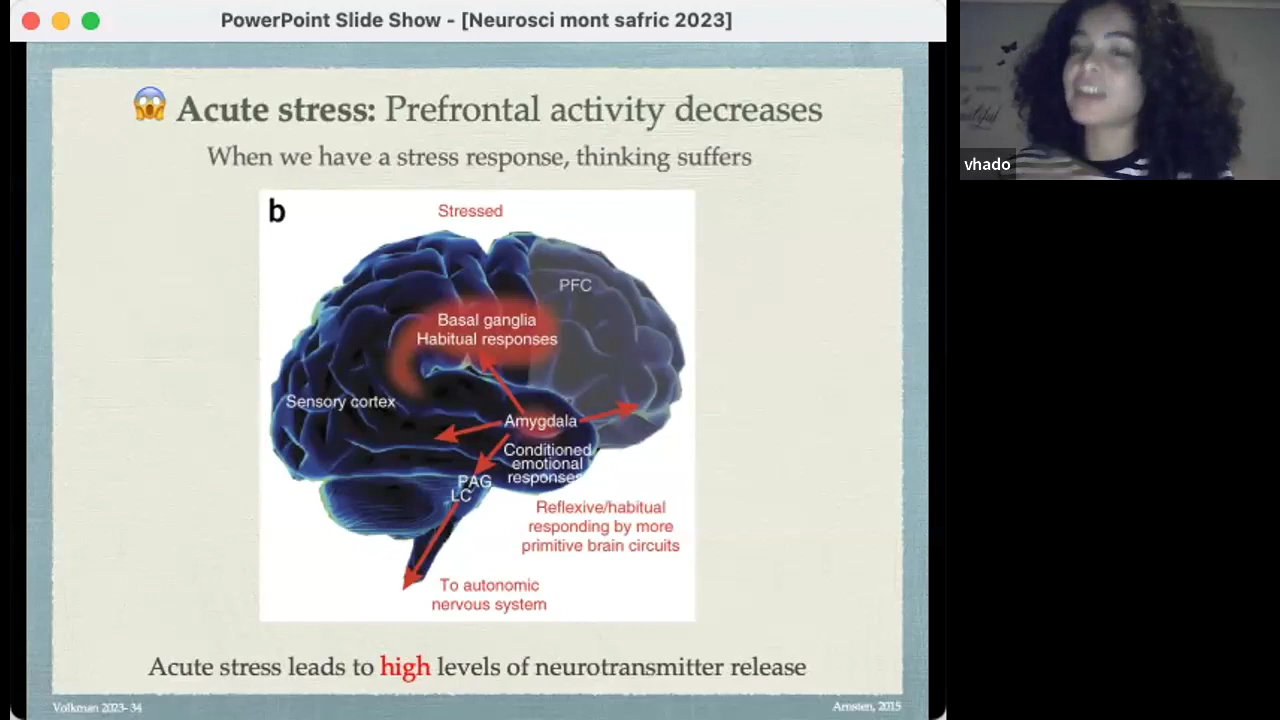 PowerPoint Slide Show - [Neurosci mont safric 2023]
😱 Acute stress: Prefrontal activity decreases
When we have a stress response, thinking suffers
b
Stressed
PFC
Basal ganglia
Habitual responses
Sensory cortex
Amygdala
Conditioned
emotional
responses
PAG
LC
Reflexive/habitual
responding by more
primitive brain circuits
To autonomic
nervous system
Acute stress leads to high levels of neurotransmitter release
Volkman 2023- 34
Arnsten, 2015
vhado